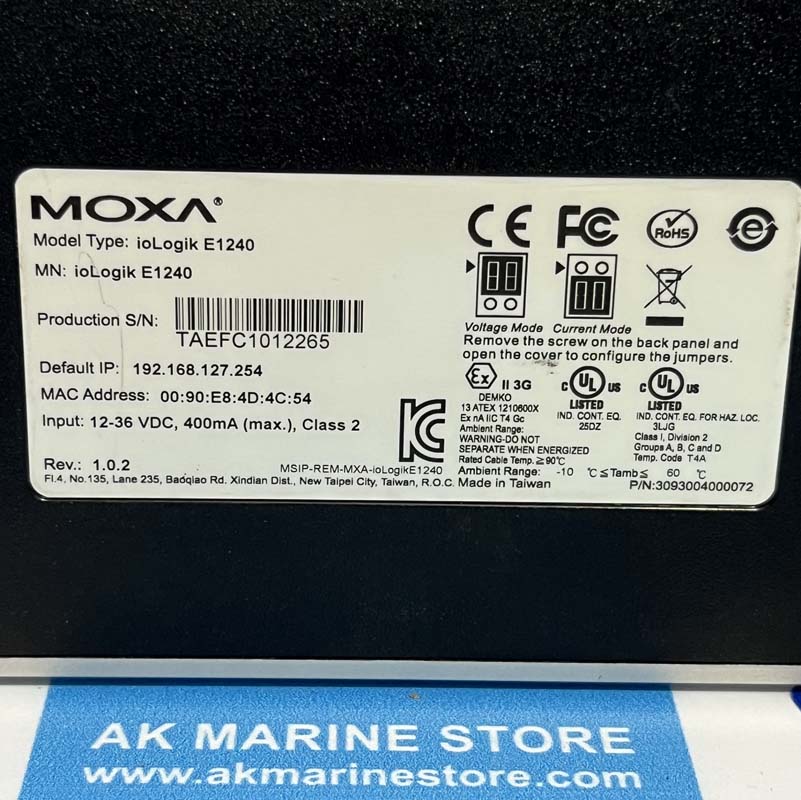 MOXA®
Model Type: ioLogik E1240
MN: ioLogik E1240
Production S/N:
TAEFC1012265
Default IP: 192.168.127.254
MAC Address: 00:90:E8:4D:4C:54
Input: 12-36 VDC, 400mA (max.), Class 2
Rev.: 1.0.2
MSIP-REM-MXA-ioLogikE1240
Fl.4, No.135, Lane 235, Baoqiao Rd. Xindian Dist., New Taipei City, Taiwan, R.O.C. Made in Taiwan
CE FC RoHS e
Voltage Mode Current Mode
Remove the screw on the back panel and
open the cover to configure the jumpers.
Ex II 3G
DEMKO
13 ATEX 1210600X
Ex nA IIC T4 Gc
Ambient Range:
WARNING-DO NOT
SEPARATE WHEN ENERGIZED
Rated Cable Temp. ≧90℃
Ambient Range: -10 ℃≦Tamb≦ 60 ℃
C UL US
LISTED
IND. CONT. EQ.
25DZ
C UL US
LISTED
IND. CONT. EQ. FOR HAZ. LOC.
3LJG
Class I, Division 2
Groups A, B, C and D
Temp. Code T4A
P/N:3093004000072
AK MARINE STORE
www.akmarinestore.com